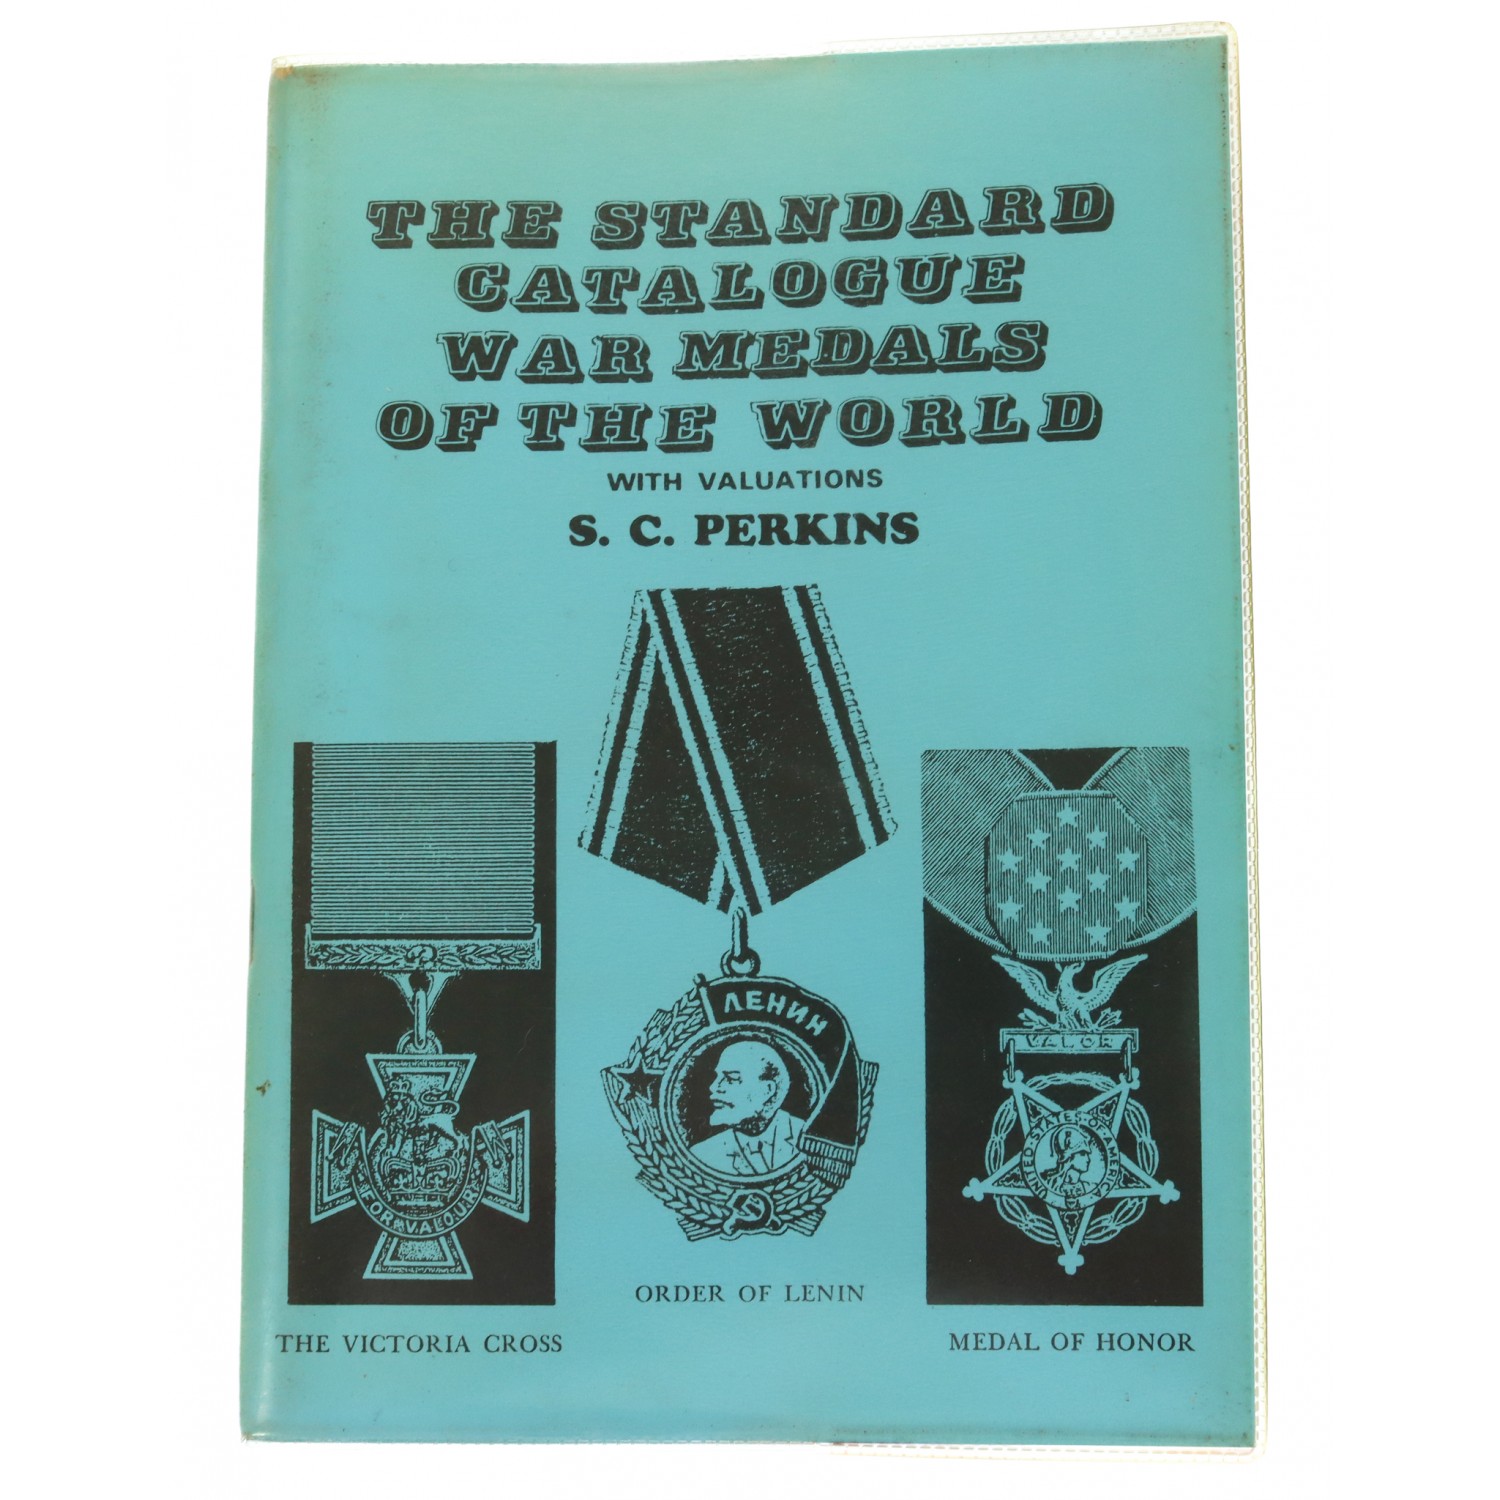 THE STANDARD
CATALOGUE
WAR MEDALS
OF THE WORLD
WITH VALUATIONS
S. C. PERKINS
ЛЕНИН
VALOR
FOR VALOUR
UNITED STATES OF AMERICA
ORDER OF LENIN
THE VICTORIA CROSS
MEDAL OF HONOR